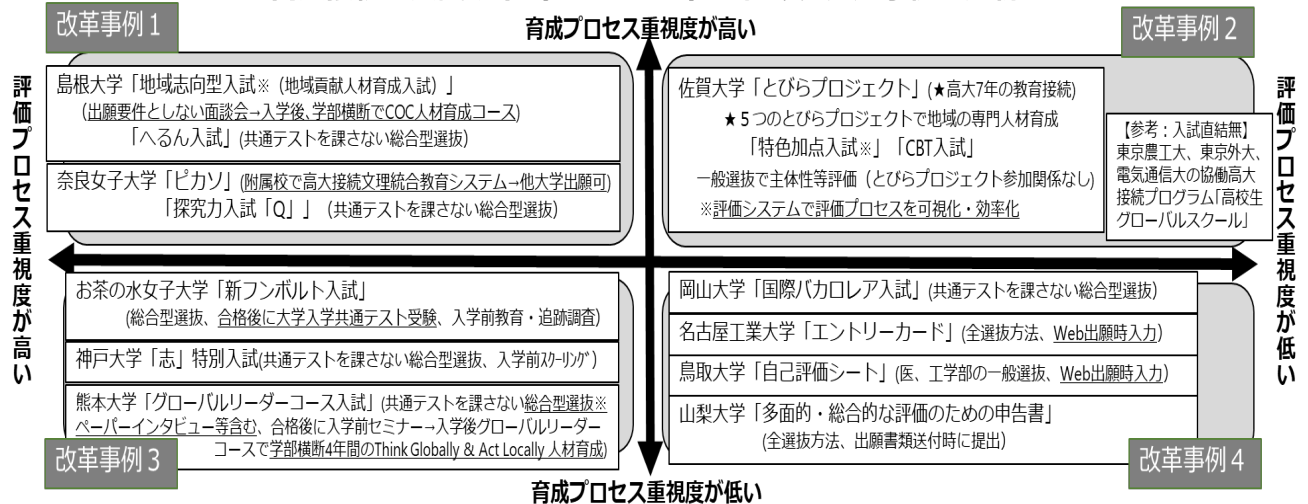 改革事例1
育成プロセス重視度が高い
改革事例2
評価プロセス重視度が高い
島根大学「地域志向型入試※（地域貢献人材育成入試）」
（出願要件としない面談会→入学後、学部横断でCOC人材育成コース）
「へるん入試」（共通テストを課さない総合型選抜）
奈良女子大学「ピカソ」（附属校で高大接続文理統合教育システム→他大学出願可）
「探究力入試「Q」」（共通テストを課さない総合型選抜）
佐賀大学「とびらプロジェクト」（★高大7年の教育接続）
★５つのとびらプロジェクトで地域の専門人材育成
「特色加点入試※」「CBT入試」
一般選抜で主体性等評価（とびらプロジェクト参加関係なし）
※評価システムで評価プロセスを可視化・効率化
【参考：入試直結無】
東京農工大、東京外大、
電気通信大の協働高大
接続プログラム「高校生
グローバルスクール」
評価プロセス重視度が低い
お茶の水女子大学「新フンボルト入試」
（総合型選抜、合格後に大学入学共通テスト受験、入学前教育・追跡調査）
神戸大学「志」特別入試(共通テストを課さない総合型選抜、入学前ｽｸｰﾘﾝｸﾞ）
熊本大学「グローバルリーダーコース入試」（共通テストを課さない総合型選抜※
ペーパーインタビュー等含む、合格後に入学前セミナー→入学後グローバルリーダー
コースで学部横断4年間のThink Globally & Act Locally 人材育成）
改革事例3
岡山大学「国際バカロレア入試」（共通テストを課さない総合型選抜）
名古屋工業大学「エントリーカード」（全選抜方法、Web出願時入力）
鳥取大学「自己評価シート」（医、工学部の一般選抜、Web出願時入力）
山梨大学「多面的・総合的な評価のための申告書」
（全選抜方法、出願書類送付時に提出）
改革事例4
育成プロセス重視度が低い